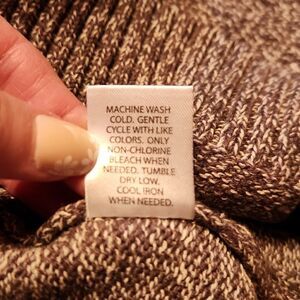 MACHINE WASH
COLD. GENTLE
CYCLE WITH LIKE
COLORS. ONLY
NON-CHLORINE
BLEACH WHEN
NEEDED. TUMBLE
DRY LOW.
COOL IRON
WHEN NEEDED.